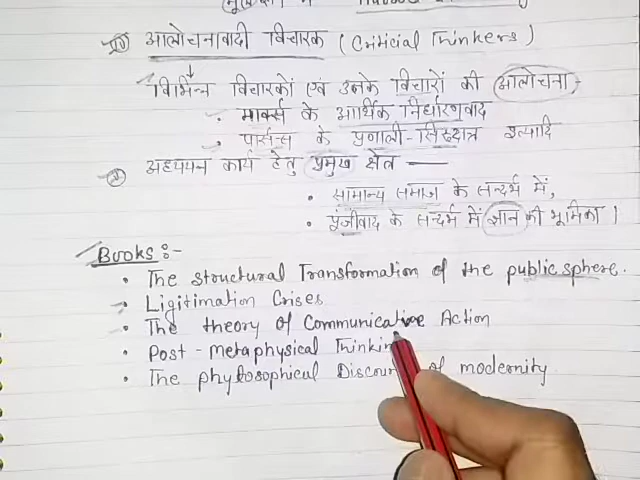 आलोचनावादी विचारक (Criticial Thinkers)
विभिन्न विचारकों एवं उनके विचारों की आलोचना
मार्क्स के आर्थिक निर्धारणवाद
पार्सन्स के प्रणाली-सिद्धान्त इत्यादि
अध्ययन कार्य हेतु प्रमुख क्षेत्र —
• सामान्य समाज के सन्दर्भ में,
• पूंजीवाद के सन्दर्भ में ज्ञान की भूमिका।
Books:-
• The structural Transformation of the public sphere.
• Ligitimation Crises
• The theory of Communicative Action
• Post-metaphysical
• The phylosophical of modernity